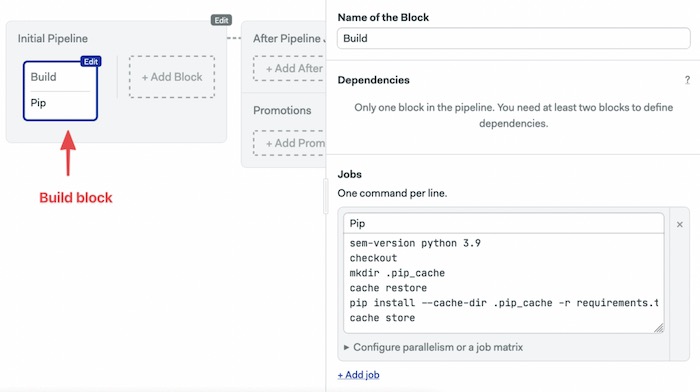 Edit
Initial Pipeline
Edit
Build
Pip
+ Add Block
After Pipeline J
+ Add After
Promotions
+ Add Prom
Build block
Name of the Block
Build
Dependencies
?
Only one block in the pipeline. You need at least two blocks to define
dependencies.
Jobs
One command per line.
Pip
sem-version python 3.9
checkout
mkdir .pip_cache
cache restore
pip install --cache-dir .pip_cache -r requirements.t
cache store
Configure parallelism or a job matrix
+ Add job